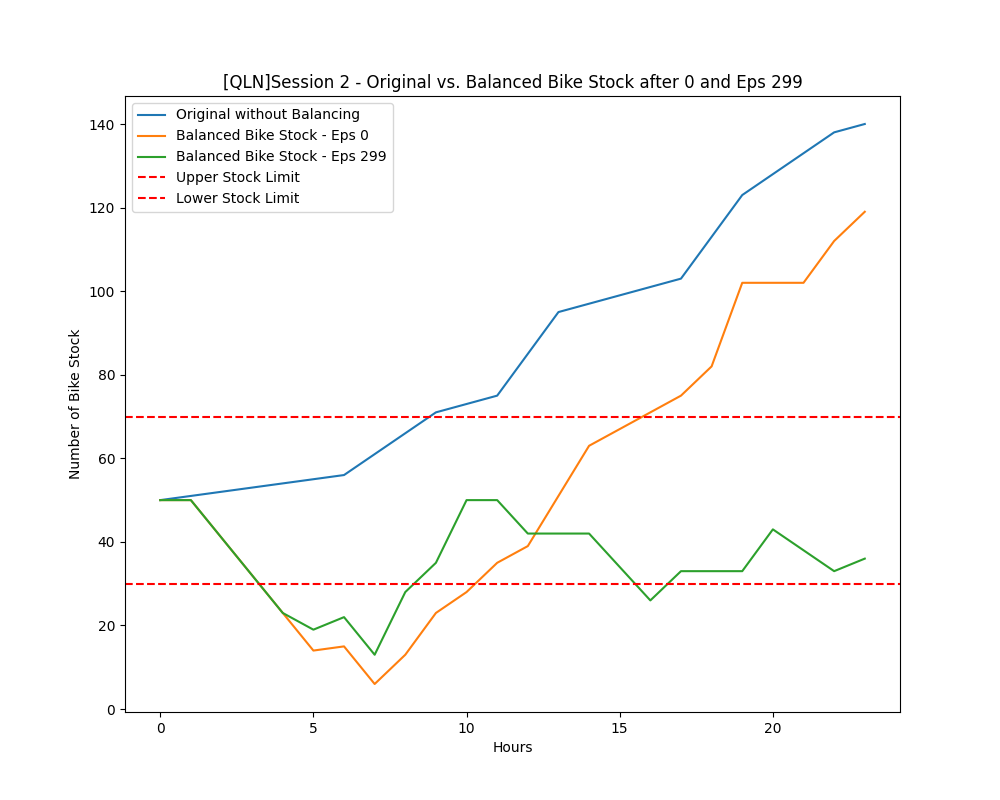 [QLN]Session 2 - Original vs. Balanced Bike Stock after 0 and Eps 299
Original without Balancing
Balanced Bike Stock - Eps 0
Balanced Bike Stock - Eps 299
Upper Stock Limit
Lower Stock Limit
Number of Bike Stock
140
120
100
80
60
40
20
0
0 5 10 15 20
Hours